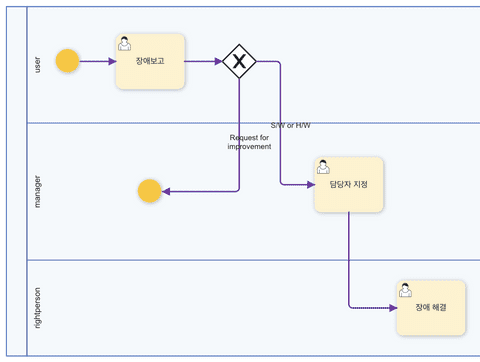 user
장애보고
S/W or H/W
Request for
improvement
manager
담당자 지정
rightperson
장애 해결